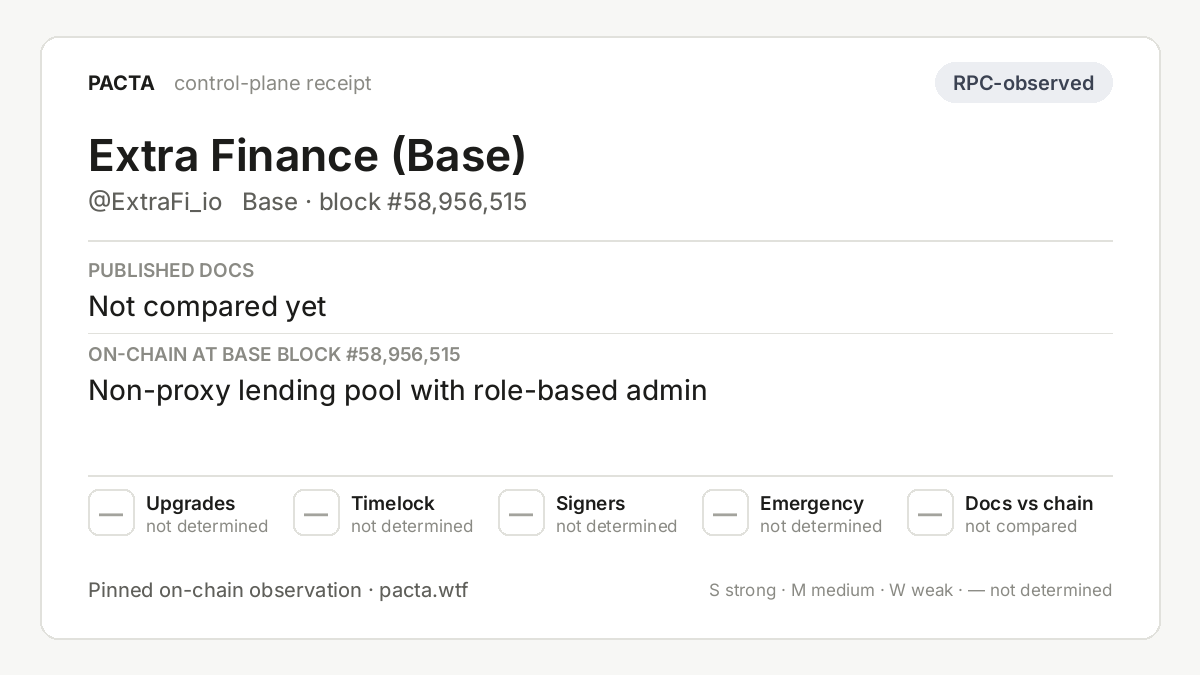 PACTA control-plane receipt RPC-observed
Extra Finance (Base)
@ExtraFi_io Base · block #58,956,515
PUBLISHED DOCS
Not compared yet
ON-CHAIN AT BASE BLOCK #58,956,515
Non-proxy lending pool with role-based admin
— Upgrades — Timelock — Signers — Emergency — Docs vs chain
not determined not determined not determined not determined not compared
Pinned on-chain observation · pacta.wtf S strong · M medium · W weak · — not determined